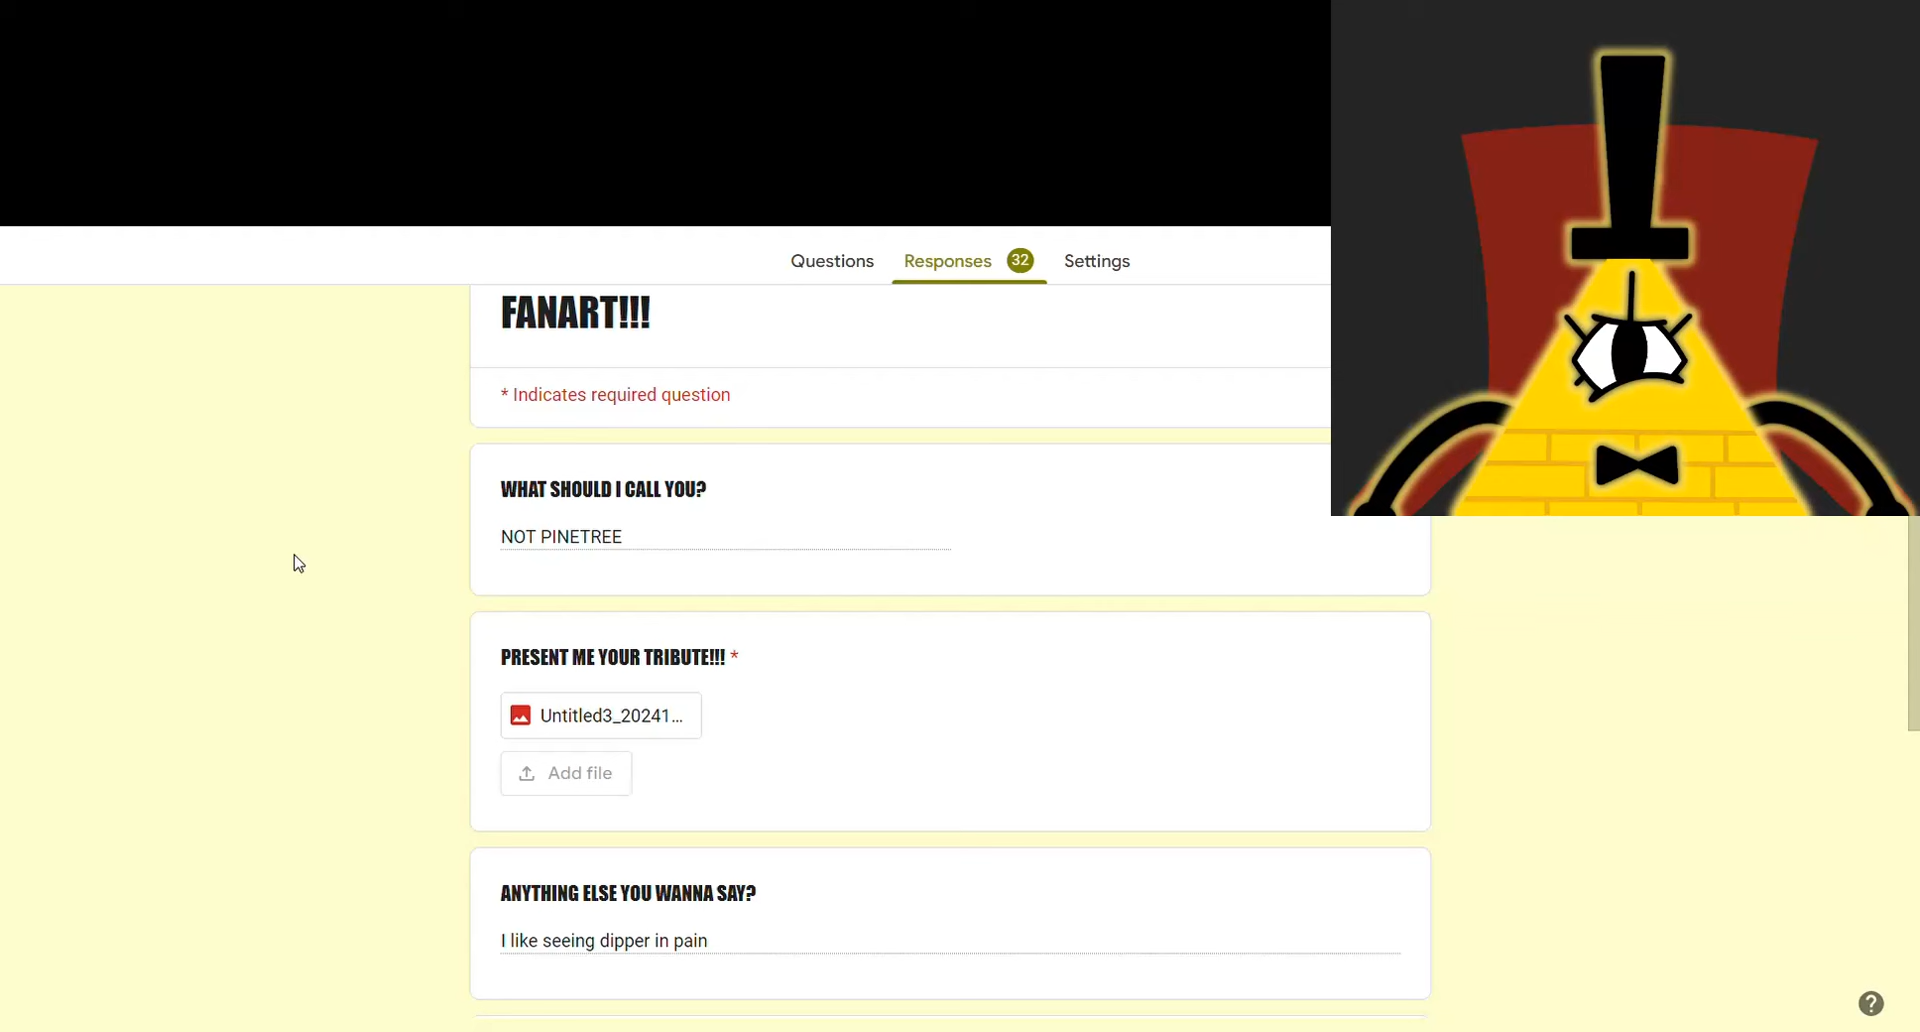 Questions
Responses 32
Settings
FANART!!!
* Indicates required question
WHAT SHOULD I CALL YOU?
NOT PINETREE
PRESENT ME YOUR TRIBUTE!!! *
Untitled3_20241...
Add file
ANYTHING ELSE YOU WANNA SAY?
I like seeing dipper in pain
?